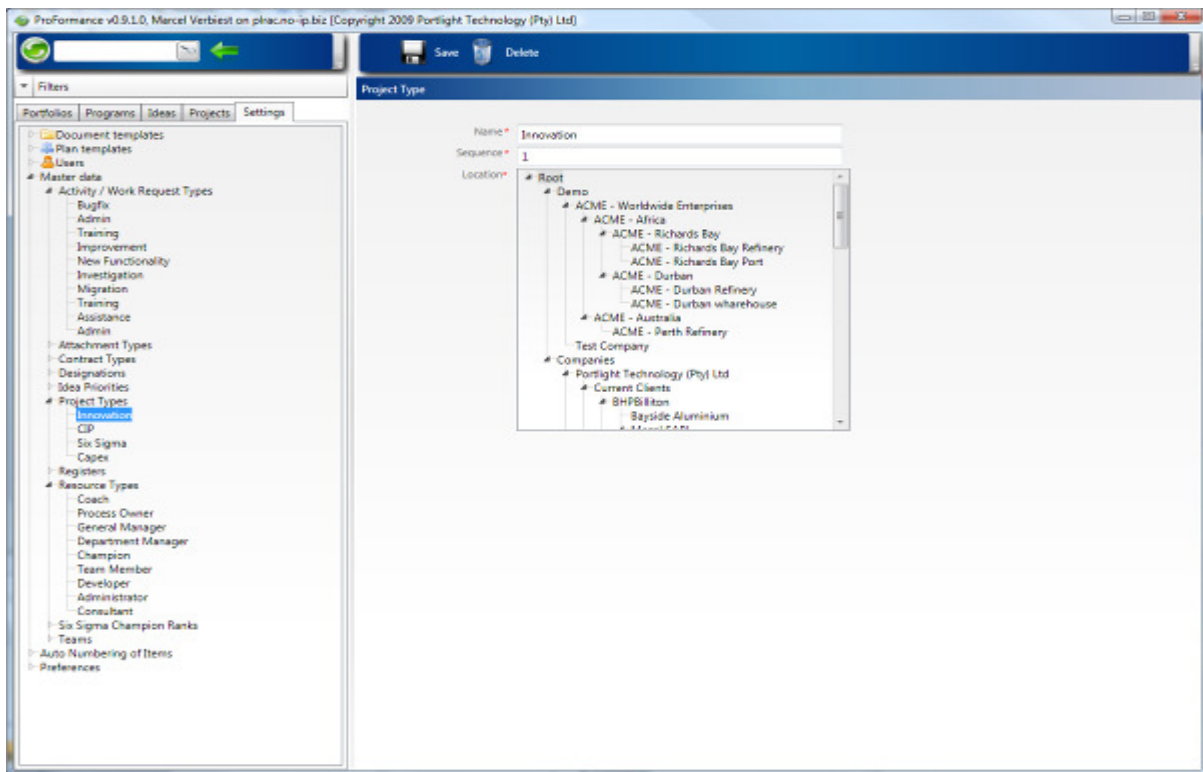 ProFormance v0.9.1.0, Marcel Verbiest on plrac.no-ip.biz [Copyright 2009 Portlight Technology (Pty) Ltd]
Save Delete
Filters
Portfolios Programs Ideas Projects Settings
Document templates
Plan templates
Users
Master data
Activity / Work Request Types
Bugfix
Admin
Training
Improvement
New Functionality
Investigation
Migration
Training
Assistance
Admin
Attachment Types
Contract Types
Designations
Idea Priorities
Project Types
Innovation
CIP
Six Sigma
Capex
Registers
Resource Types
Coach
Process Owner
General Manager
Department Manager
Champion
Team Member
Developer
Administrator
Consultant
Six Sigma Champion Ranks
Teams
Auto Numbering of Items
Preferences
Project Type
Name* Innovation
Sequence* 1
Location*
Root
Demo
ACME - Worldwide Enterprises
ACME - Africa
ACME - Richards Bay
ACME - Richards Bay Refinery
ACME - Richards Bay Port
ACME - Durban
ACME - Durban Refinery
ACME - Durban wharehouse
ACME - Australia
ACME - Perth Refinery
Test Company
Companies
Portlight Technology (Pty) Ltd
Current Clients
BHPBilliton
Bayside Aluminium